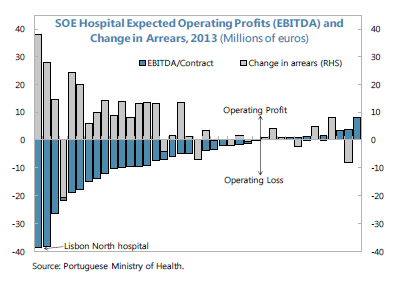 SOE Hospital Expected Operating Profits (EBITDA) and
Change in Arrears, 2013 (Millions of euros)
EBITDA/Contract
Change in arrears (RHS)
40
30
20
10
0
-10
-20
-30
-40
40
30
20
10
0
-10
-20
-30
-40
Operating Profit
Operating Loss
Lisbon North hospital
Source: Portuguese Ministry of Health.